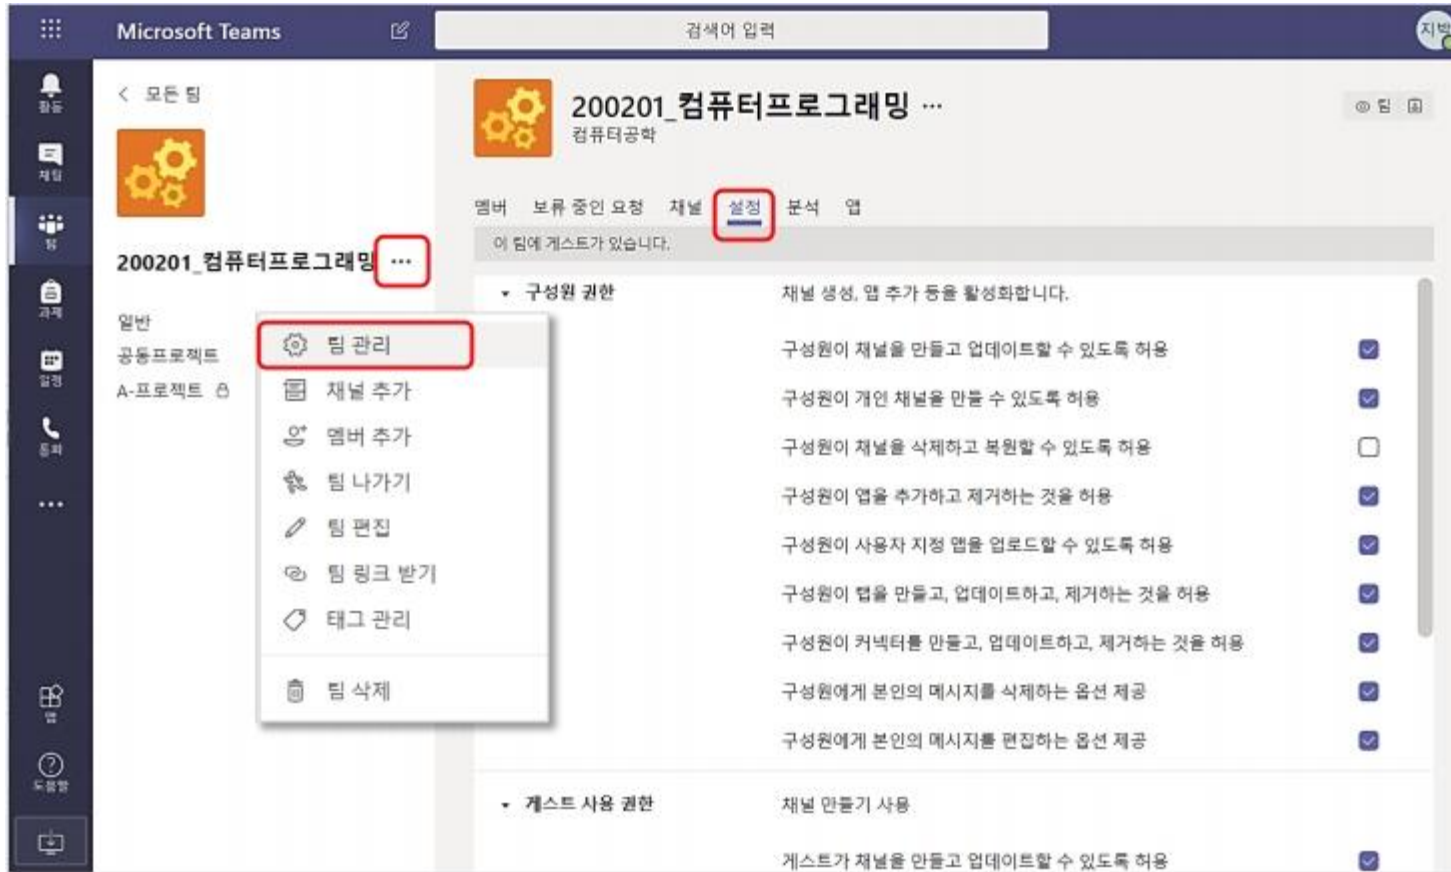 Microsoft Teams
검색어 입력
지박
활동
채팅
팀
과제
일정
통화
앱
도움말
모든 팀
200201_컴퓨터프로그래밍 ...
일반
공동프로젝트
A-프로젝트
팀 관리
채널 추가
멤버 추가
팀 나가기
팀 편집
팀 링크 받기
태그 관리
팀 삭제
200201_컴퓨터프로그래밍 ...
컴퓨터공학
팀
멤버 보류 중인 요청 채널 설정 분석 앱
이 팀에 게스트가 있습니다.
구성원 권한
채널 생성, 앱 추가 등을 활성화합니다.
구성원이 채널을 만들고 업데이트할 수 있도록 허용
구성원이 개인 채널을 만들 수 있도록 허용
구성원이 채널을 삭제하고 복원할 수 있도록 허용
구성원이 앱을 추가하고 제거하는 것을 허용
구성원이 사용자 지정 앱을 업로드할 수 있도록 허용
구성원이 탭을 만들고, 업데이트하고, 제거하는 것을 허용
구성원이 커넥터를 만들고, 업데이트하고, 제거하는 것을 허용
구성원에게 본인의 메시지를 삭제하는 옵션 제공
구성원에게 본인의 메시지를 편집하는 옵션 제공
게스트 사용 권한
채널 만들기 사용
게스트가 채널을 만들고 업데이트할 수 있도록 허용